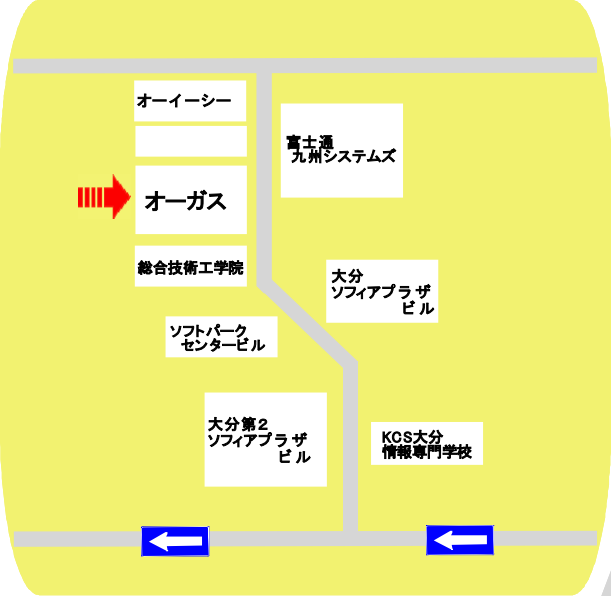 オーイーシー
富士通
九州システムズ
オーガス
総合技術工学院
大分
ソフィアプラザ
ビル
ソフトパーク
センタービル
大分第2
ソフィアプラザ
ビル
KCS大分
情報専門学校